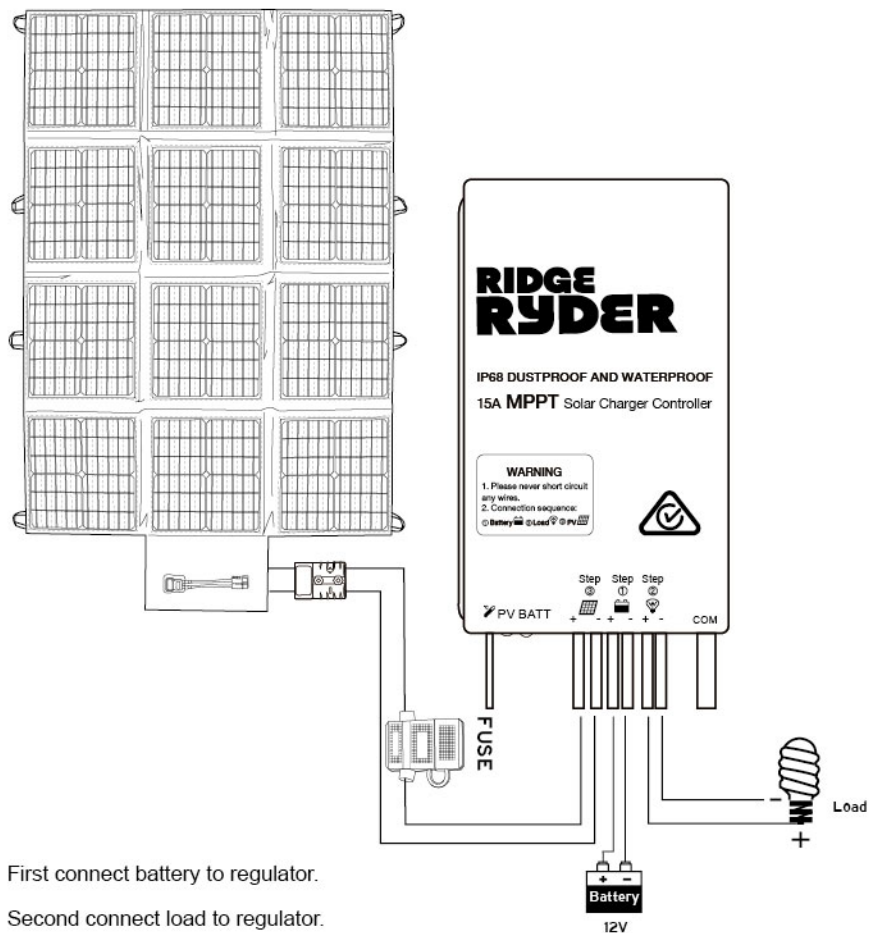 RIDGE
RYDER
IP68 DUSTPROOF AND WATERPROOF
15A MPPT Solar Charger Controller
WARNING
1. Please never short circuit
any wires.
2. Connection sequence:
① Battery ② Load ③ PV
Step Step Step
③ ① ②
PV BATT
+ - + - + -
COM
FUSE
-
Load
+
+ -
Battery
12V
First connect battery to regulator.
Second connect load to regulator.